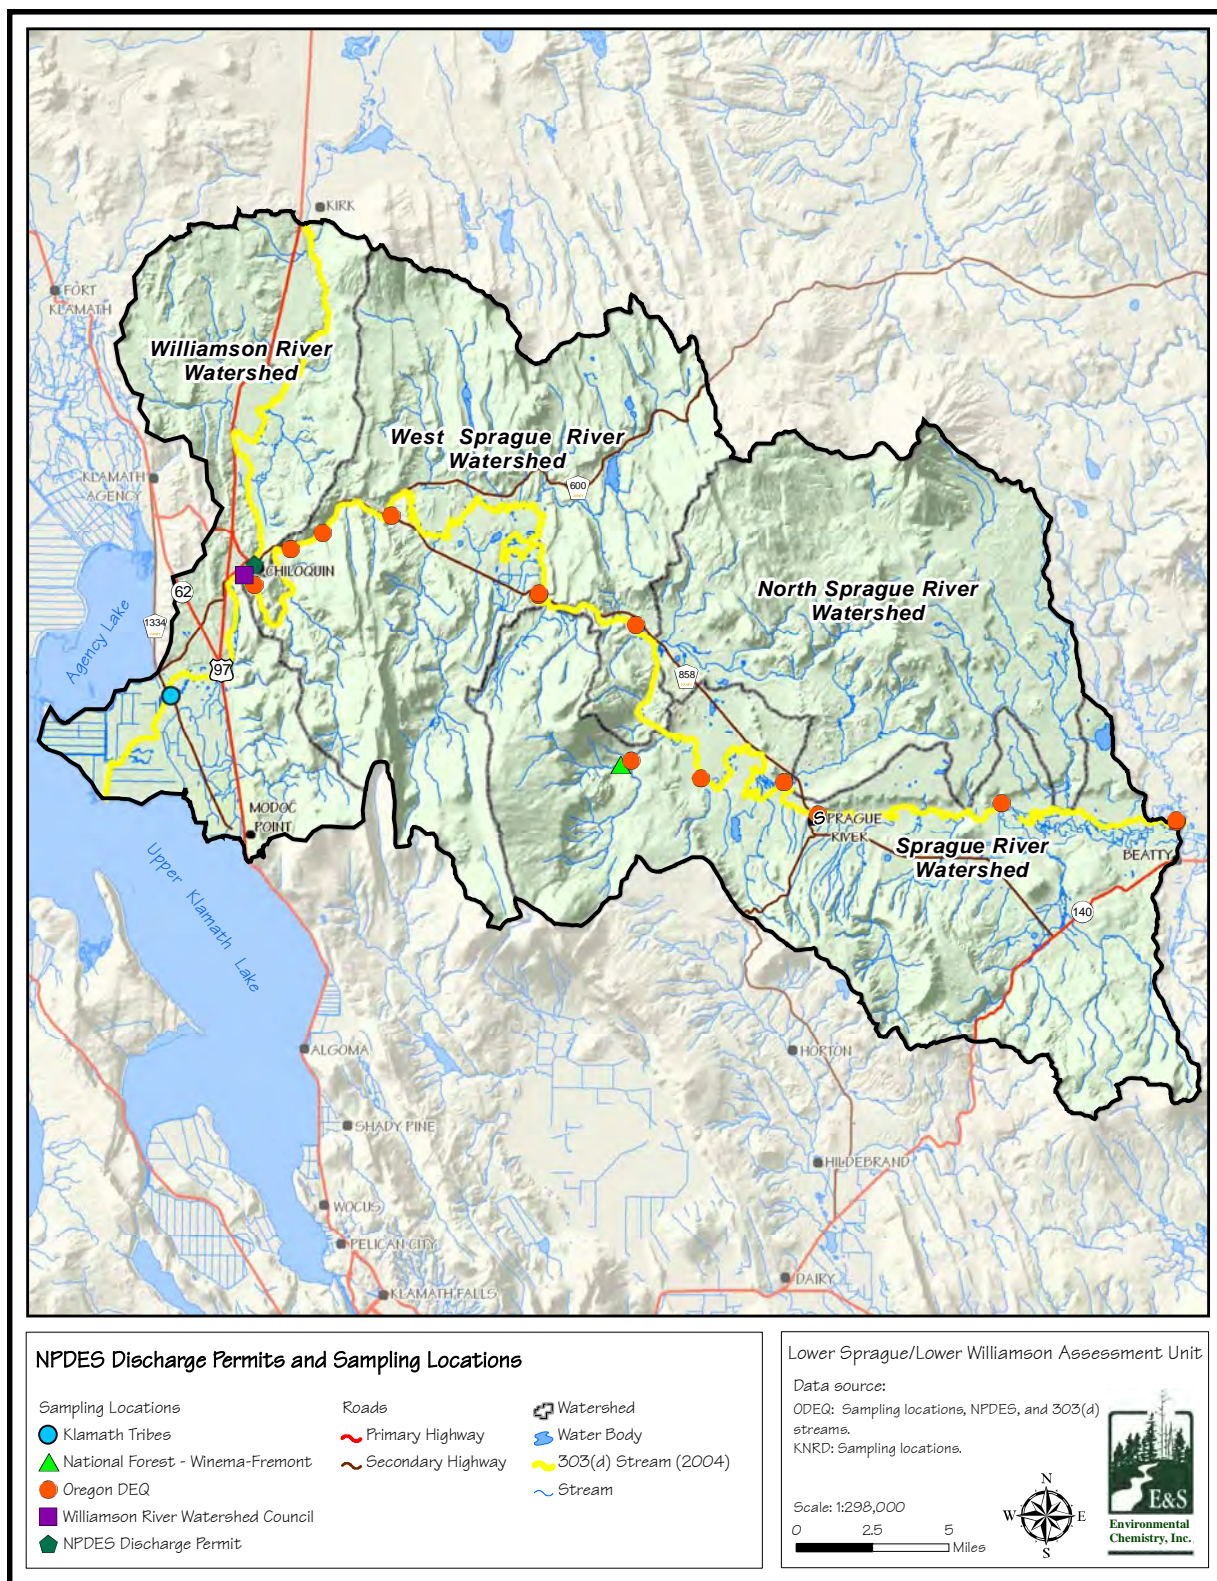 KIRK
FORT
KLAMATH
Williamson River
Watershed
West Sprague River
Watershed
600
KLAMATH
AGENCY
CHILOQUIN
62
1334
Agency Lake
97
North Sprague River
Watershed
858
MODOC
POINT
SPRAGUE
RIVER
Sprague River
Watershed
BEATTY
140
Upper Klamath Lake
ALGOMA
HORTON
SHADY PINE
HILDEBRAND
WOCUS
PELICAN CITY
DAIRY
KLAMATH FALLS
NPDES Discharge Permits and Sampling Locations
Sampling Locations
Klamath Tribes
National Forest - Winema-Fremont
Oregon DEQ
Williamson River Watershed Council
NPDES Discharge Permit
Roads
Primary Highway
Secondary Highway
Watershed
Water Body
303(d) Stream (2004)
Stream
Lower Sprague/Lower Williamson Assessment Unit
Data source:
ODEQ: Sampling locations, NPDES, and 303(d)
streams.
KNRD: Sampling locations.
Scale: 1:298,000
0 2.5 5
Miles
N
W E
S
E&S
Environmental
Chemistry, Inc.